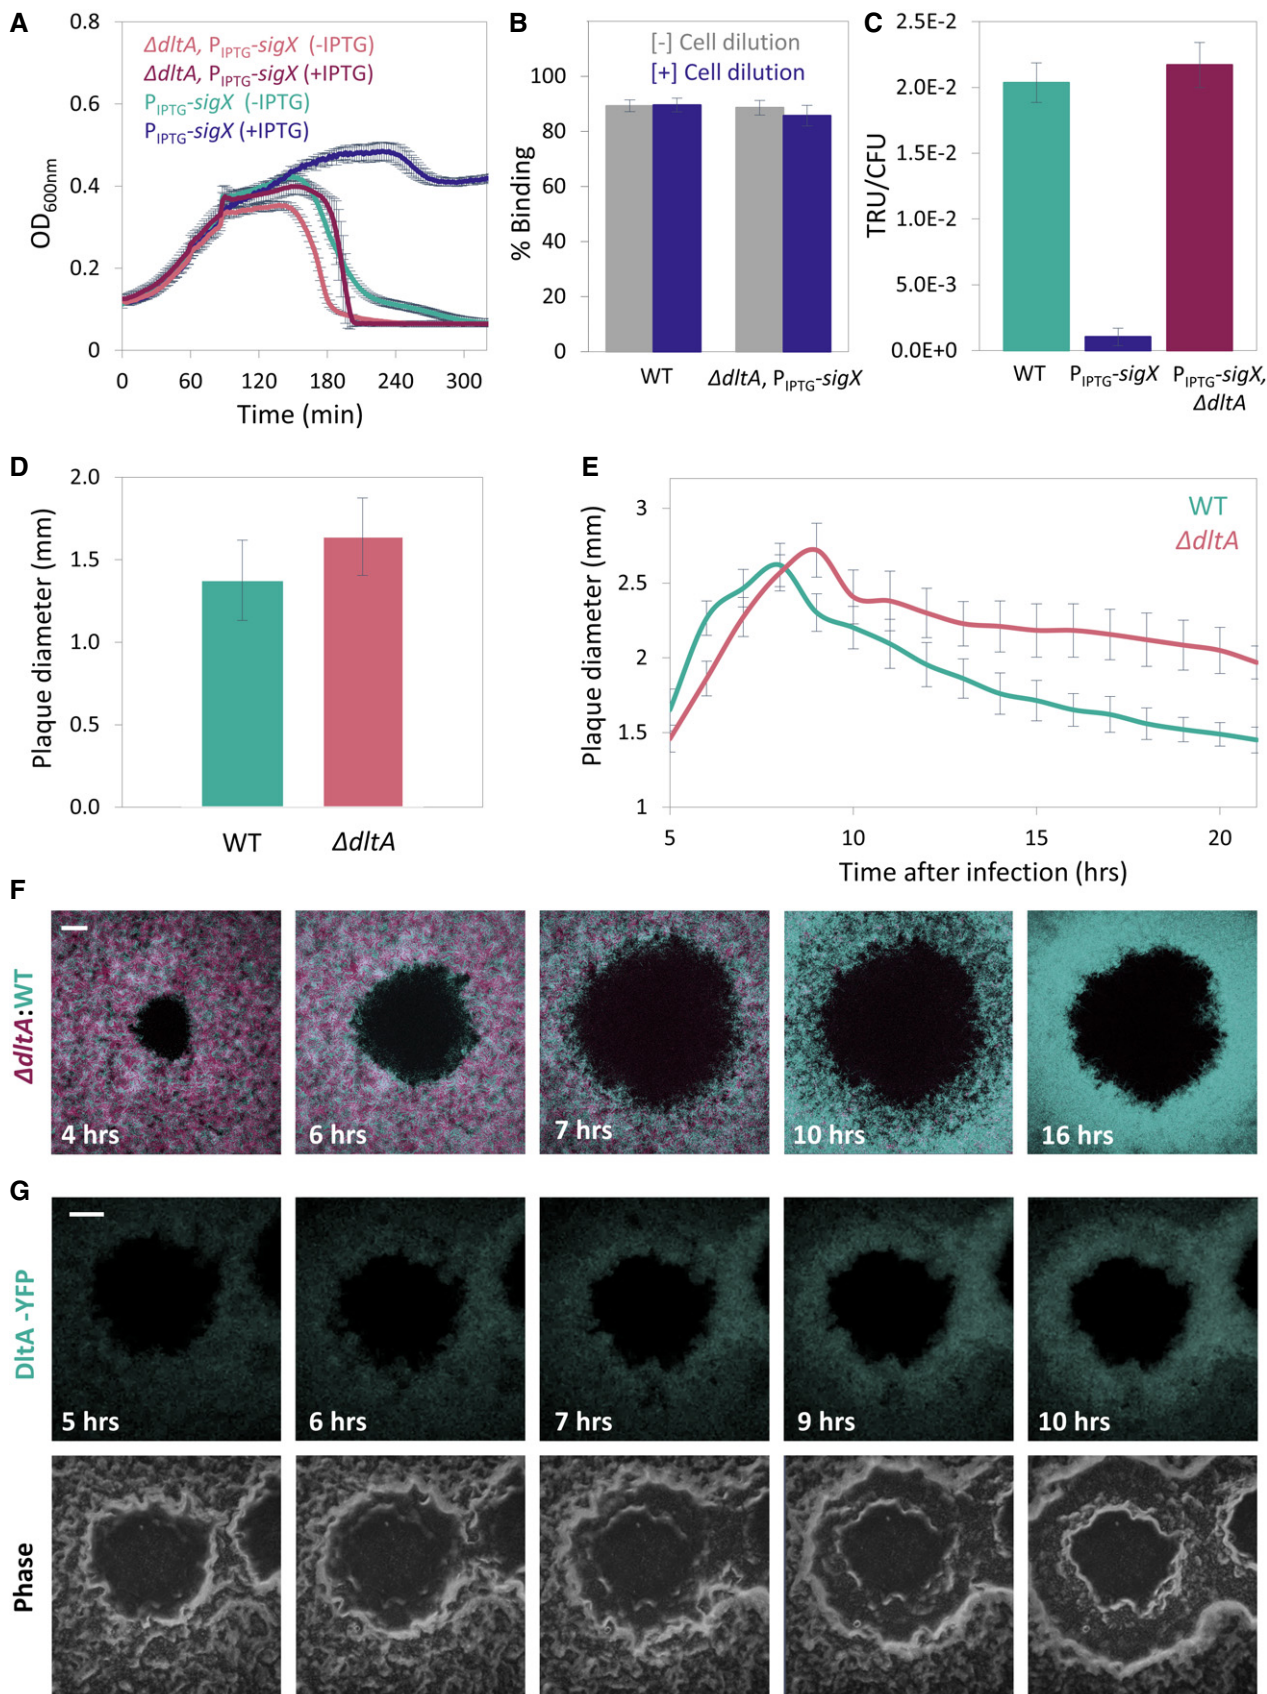 A
0.8
0.6
0.4
0.2
0
OD600nm
ΔdltA, PIPTG-sigX (-IPTG)
ΔdltA, PIPTG-sigX (+IPTG)
PIPTG-sigX (-IPTG)
PIPTG-sigX (+IPTG)
0 60 120 180 240 300
Time (min)
B
[-] Cell dilution
[+] Cell dilution
100
80
60
40
20
0
% Binding
WT ΔdltA, PIPTG-sigX
C
2.5E-2
2.0E-2
1.5E-2
1.0E-2
5.0E-3
0.0E+0
TRU/CFU
WT PIPTG-sigX PIPTG-sigX,
ΔdltA
D
2.0
1.5
1.0
0.5
0.0
Plaque diameter (mm)
WT ΔdltA
E
3
2.5
2
1.5
1
Plaque diameter (mm)
WT
ΔdltA
5 10 15 20
Time after infection (hrs)
F
ΔdltA:WT
4 hrs 6 hrs 7 hrs 10 hrs 16 hrs
G
DltA -YFP
5 hrs 6 hrs 7 hrs 9 hrs 10 hrs
Phase